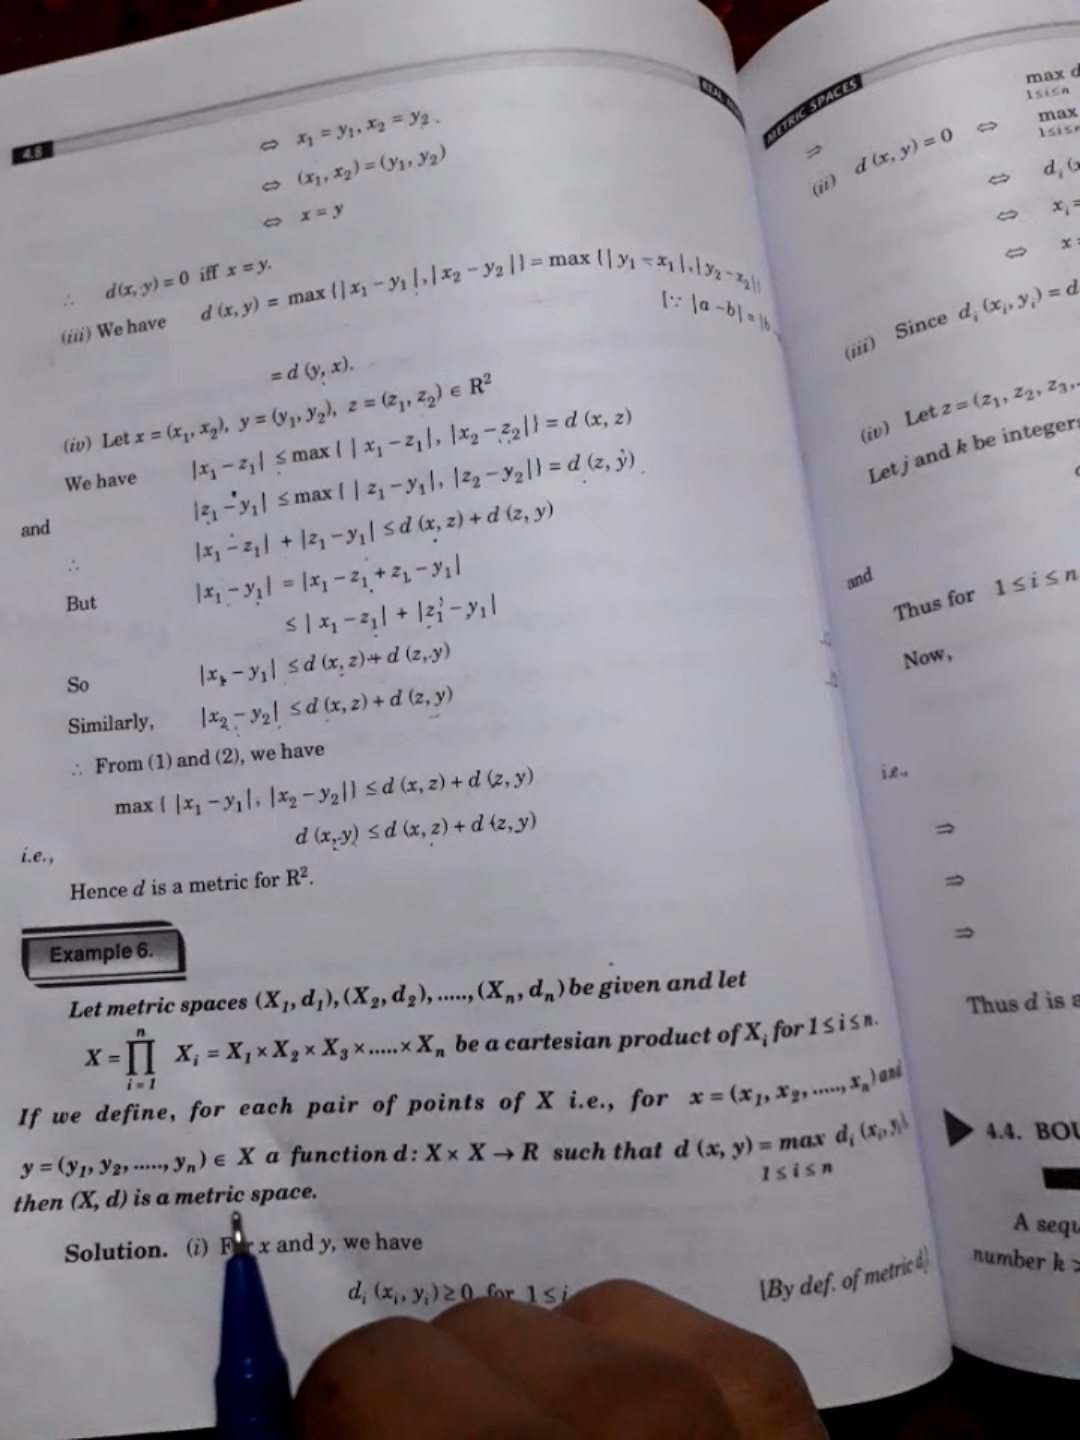 4.8
⇔ x₁ = y₁, x₂ = y₂.
⇔ (x₁, x₂) = (y₁, y₂)
⇔ x = y
∴ d(x, y) = 0 iff x = y.
(iii) We have d (x, y) = max {| x₁ – y₁ |, | x₂ – y₂ |} = max {| y₁ – x₁ |, | y₂ – x₂ |}
[∵ |a – b| = |b
= d (y, x).
(iv) Let x = (x₁, x₂), y = (y₁, y₂), z = (z₁, z₂) ∈ R²
We have |x₁ – z₁| ≤ max { | x₁ – z₁|, |x₂ – z₂|} = d (x, z)
and |z₁ – y₁| ≤ max { | z₁ – y₁|, |z₂ – y₂|} = d (z, y)
∴ |x₁ – z₁| + |z₁ – y₁| ≤ d (x, z) + d (z, y)
But |x₁ – y₁| = |x₁ – z₁ + z₁ – y₁|
≤ | x₁ – z₁| + |z₁ – y₁|
So |x₁ – y₁| ≤ d (x, z) + d (z, y)
Similarly, |x₂ – y₂| ≤ d (x, z) + d (z, y)
∴ From (1) and (2), we have
max { |x₁ – y₁|, |x₂ – y₂|} ≤ d (x, z) + d (z, y)
i.e., d (x, y) ≤ d (x, z) + d (z, y)
Hence d is a metric for R².
Example 6.
Let metric spaces (X₁, d₁), (X₂, d₂), ....., (Xₙ, dₙ) be given and let
X = ∏ i = 1 n Xᵢ = X₁ × X₂ × X₃ × ..... × Xₙ be a cartesian product of Xᵢ for 1 ≤ i ≤ n.
If we define, for each pair of points of X i.e., for x = (x₁, x₂, ....., xₙ) and
y = (y₁, y₂, ....., yₙ) ∈ X a function d : X × X → R such that d (x, y) = max dᵢ (xᵢ, yᵢ),
1 ≤ i ≤ n
then (X, d) is a metric space.
Solution. (i) For x and y, we have
dᵢ (xᵢ, yᵢ) ≥ 0 for 1 ≤ i
[By def. of metric d]
METRIC SPACES
max d
1≤i≤n
⇒
(ii) d (x, y) = 0 ⇔ max
1≤i≤n
⇔ dᵢ (x
⇔ xᵢ =
⇔ x =
(iii) Since dᵢ (xᵢ, yᵢ) = d
(iv) Let z = (z₁, z₂, z₃,
Let j and k be integers
and
Thus for 1 ≤ i ≤ n
Now,
i.e.,
⇒
⇒
⇒
Thus d is a
4.4. BOU
A sequ
number k >